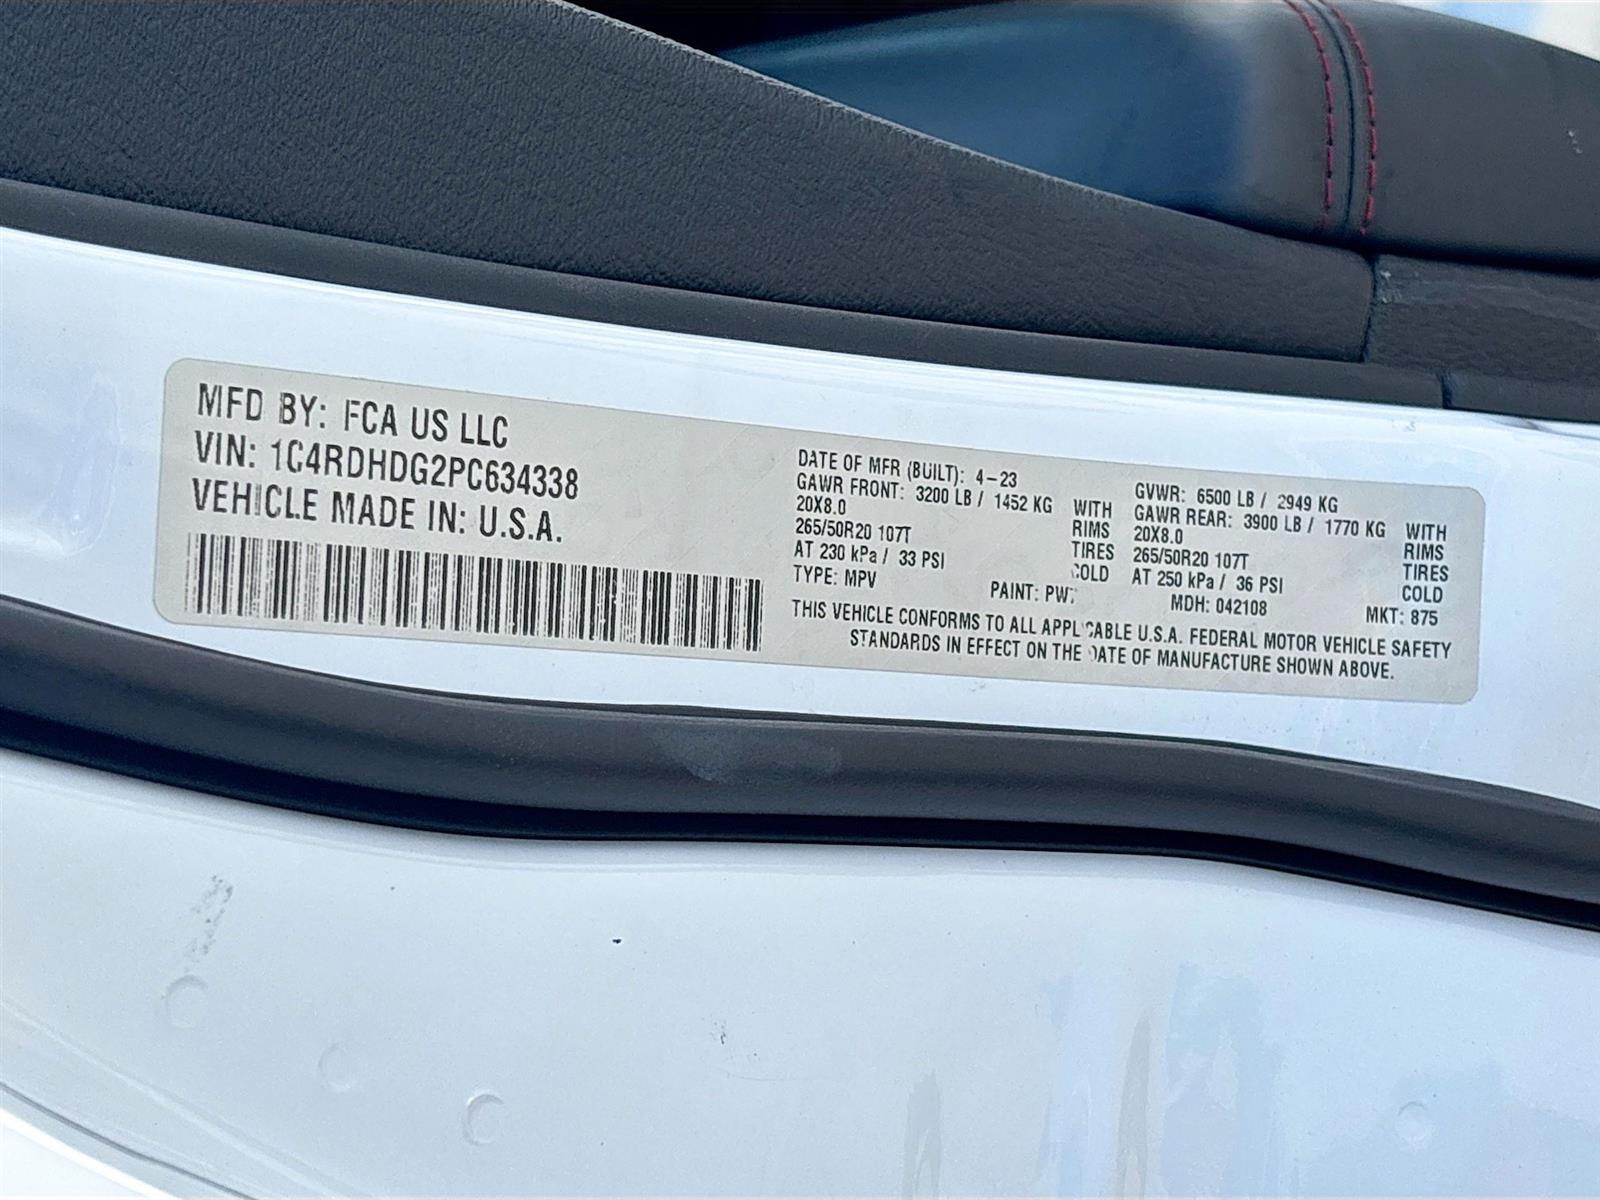 MFD BY: FCA US LLC
VIN: 1C4RDHDG2PC634338
VEHICLE MADE IN: U.S.A.
DATE OF MFR (BUILT): 4-23
GAWR FRONT: 3200 LB / 1452 KG WITH
20X8.0 RIMS
265/50R20 107T TIRES
AT 230 kPa / 33 PSI COLD
TYPE: MPV
GVWR: 6500 LB / 2949 KG
GAWR REAR: 3900 LB / 1770 KG WITH
20X8.0 RIMS
265/50R20 107T TIRES
AT 250 kPa / 36 PSI COLD
PAINT: MDH: 042108 MKT: 875
THIS VEHICLE CONFORMS TO ALL APPLICABLE U.S.A. FEDERAL MOTOR VEHICLE SAFETY
STANDARDS IN EFFECT ON THE DATE OF MANUFACTURE SHOWN ABOVE.